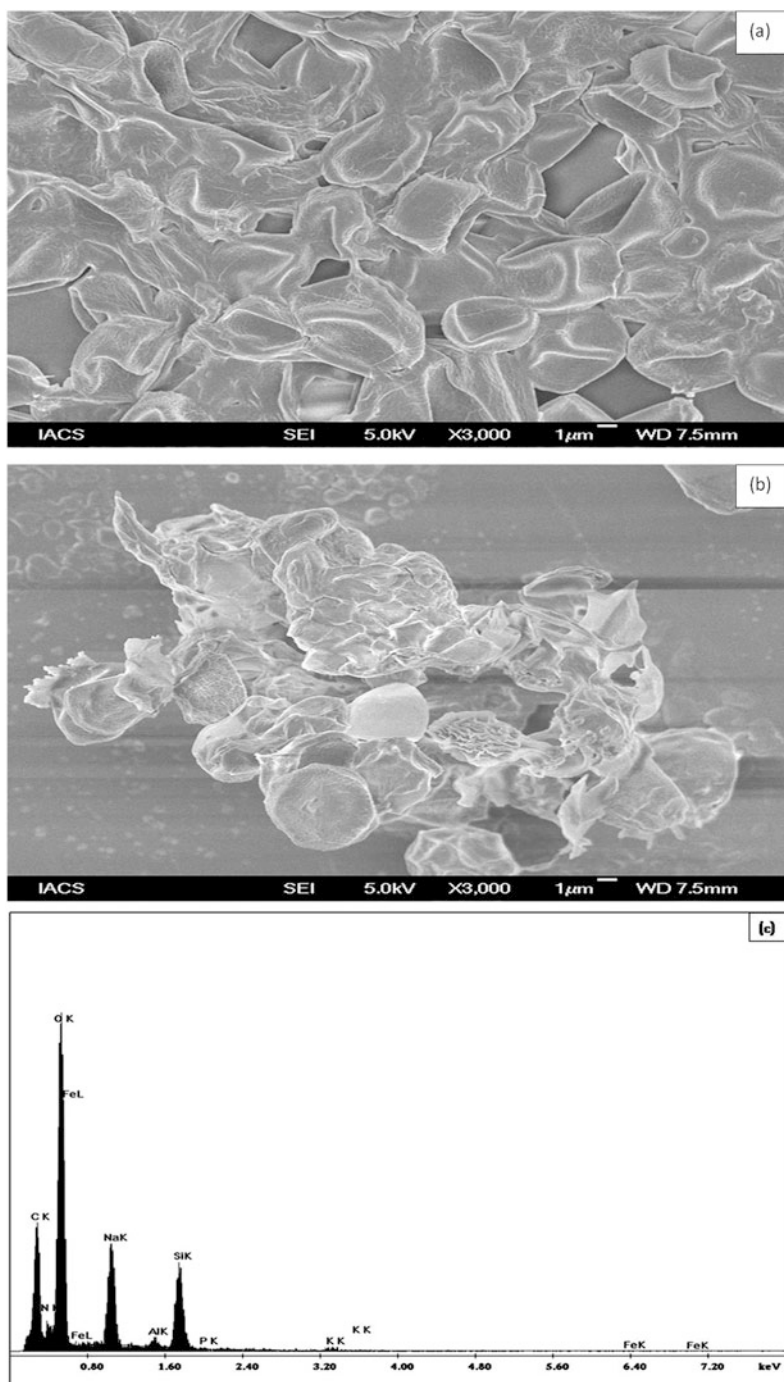 (a)
IACS SEI 5.0kV X3,000 1μm WD 7.5mm
(b)
IACS SEI 5.0kV X3,000 1μm WD 7.5mm
(c)
O K
FeL
C K
NaK
SiK
N
FeL
AlK
P K
K K
K K
FeK
FeK
0.80 1.60 2.40 3.20 4.00 4.80 5.60 6.40 7.20 keV